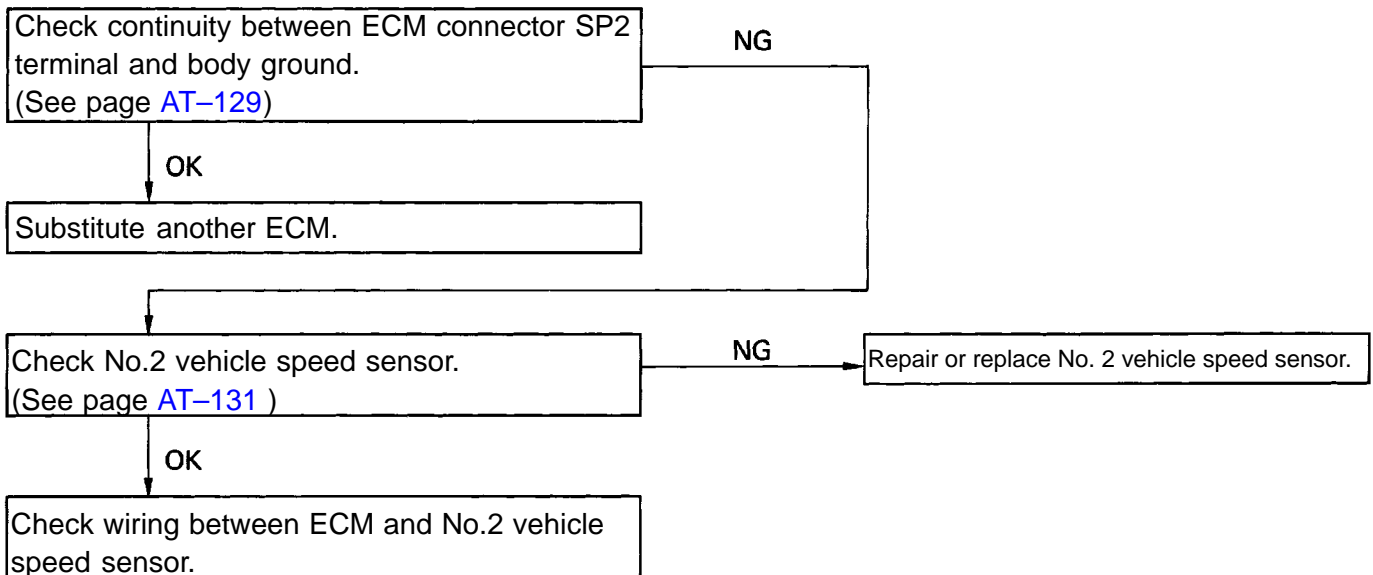 Check continuity between ECM connector SP2
terminal and body ground.
(See page AT–129)
NG
OK
Substitute another ECM.
Check No.2 vehicle speed sensor.
(See page AT–131 )
NG
Repair or replace No. 2 vehicle speed sensor.
OK
Check wiring between ECM and No.2 vehicle
speed sensor.